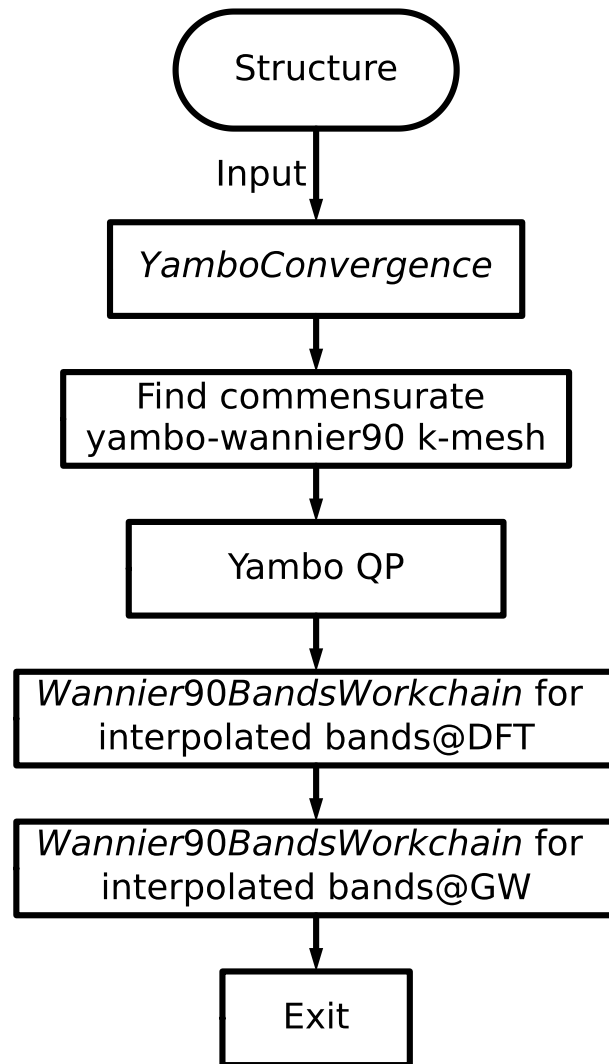 Structure
Input
YamboConvergence
Find commensurate
yambo-wannier90 k-mesh
Yambo QP
Wannier90BandsWorkchain for
interpolated bands@DFT
Wannier90BandsWorkchain for
interpolated bands@GW
Exit